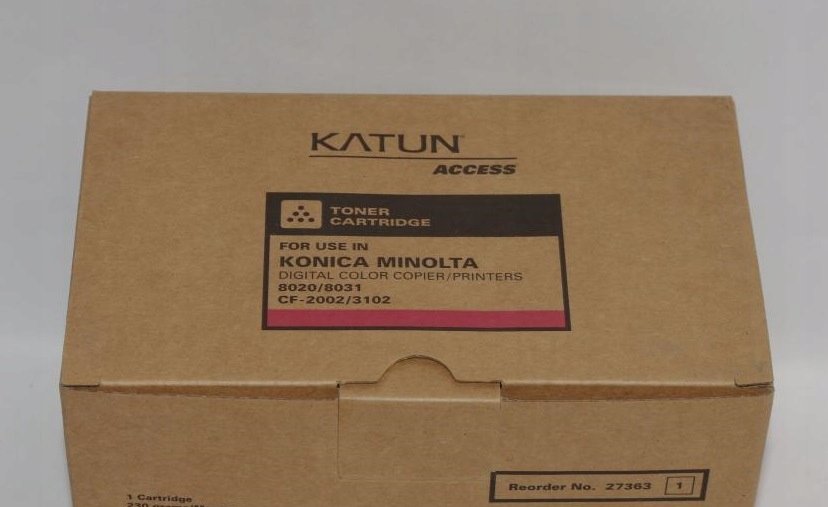 KATUN
ACCESS
TONER
CARTRIDGE
FOR USE IN
KONICA MINOLTA
DIGITAL COLOR COPIER/PRINTERS
8020/8031
CF-2002/3102
Reorder No. 27363 1
1 Cartridge